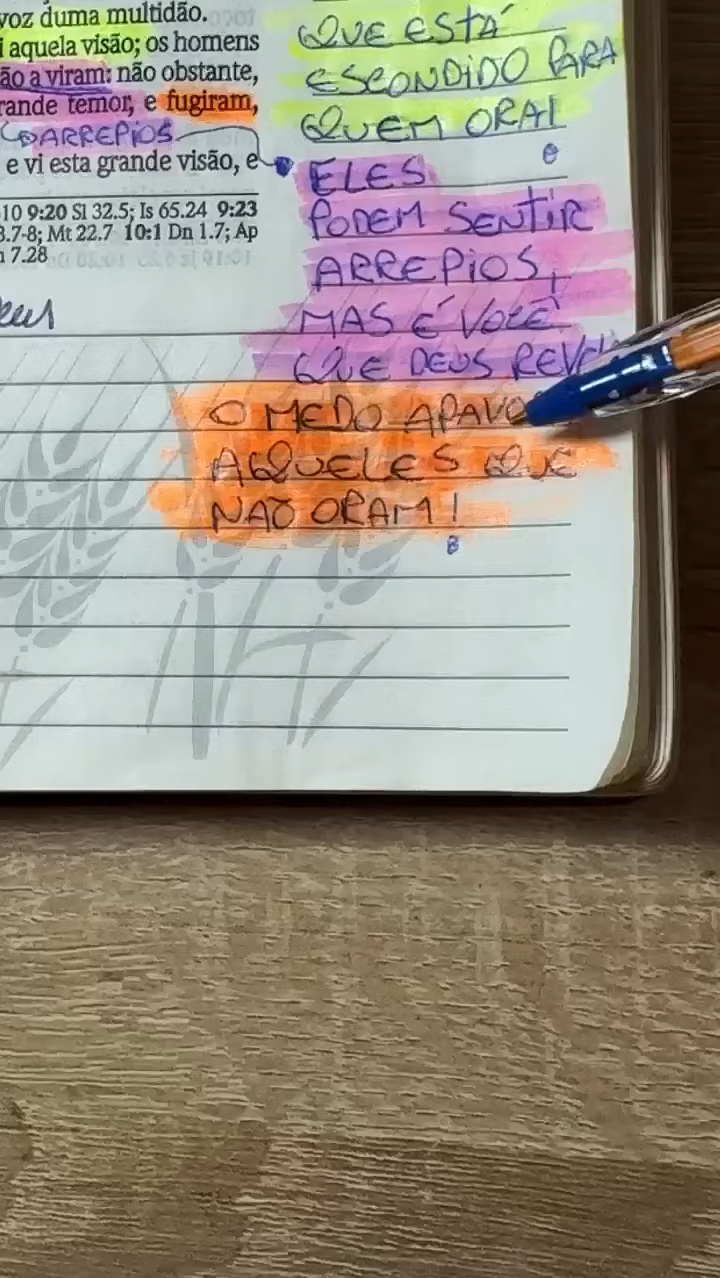 voz duma multidão.
i aquela visão; os homens
ão a viram: não obstante,
rande temor, e fugiram,
ARREPIOS
e vi esta grande visão, e
10 9:20 Sl 32.5; Is 65.24 9:23
3.7-8; Mt 22.7 10:1 Dn 1.7; Ap
7.28
QUE ESTÁ
ESCONDIDO PARA
QUEM ORA!
ELES
PODEM SENTIR
ARREPIOS,
MAS É VOCÊ
QUE DEUS REVE
O MEDO APAVO
AQUELES QUE
NÃO ORAM!